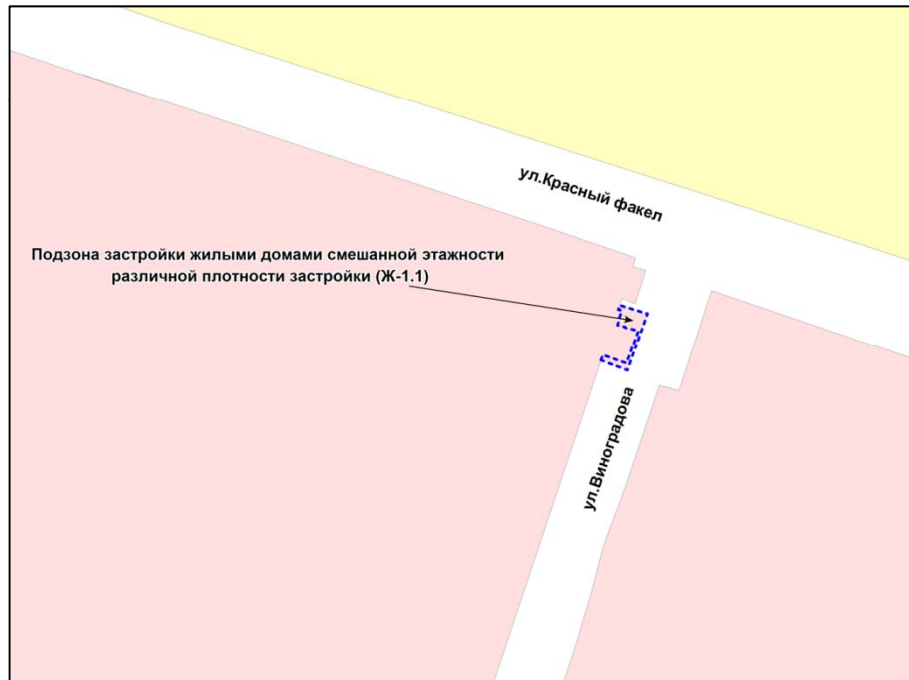 ул.Красный факел
Подзона застройки жилыми домами смешанной этажности
различной плотности застройки (Ж-1.1)
ул.Виноградова